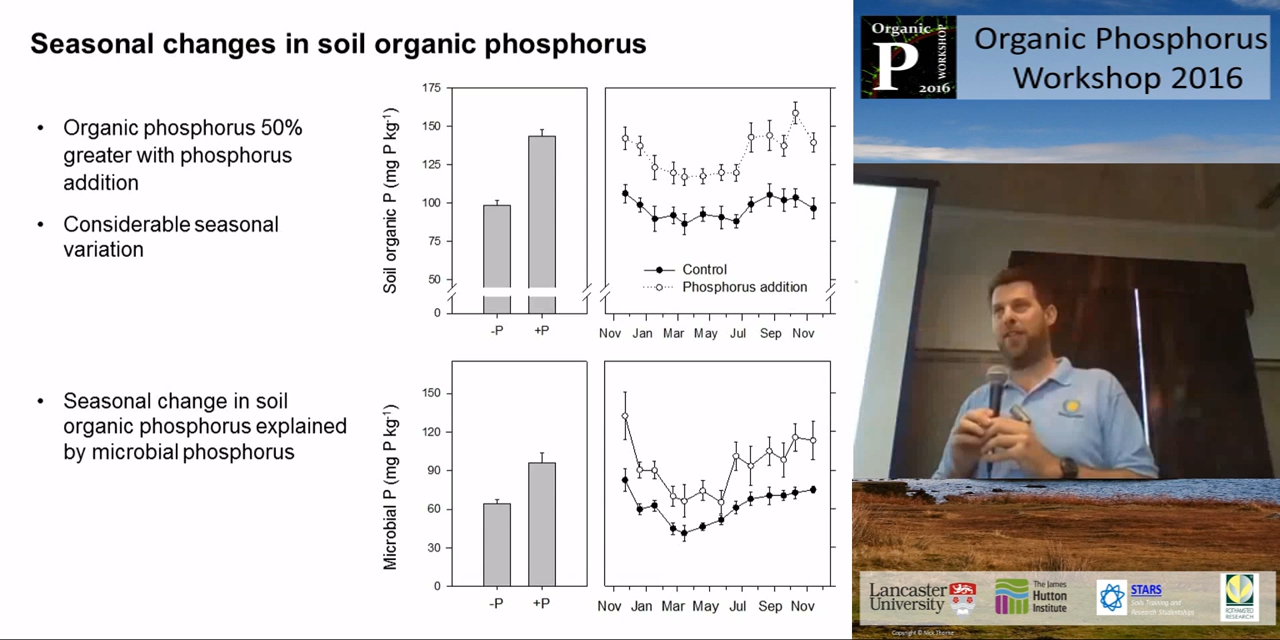 Seasonal changes in soil organic phosphorus
• Organic phosphorus 50%
greater with phosphorus
addition
• Considerable seasonal
variation
• Seasonal change in soil
organic phosphorus explained
by microbial phosphorus
Soil organic P (mg P kg⁻¹)
175
150
125
100
75
50
0
-P +P
Control
Phosphorus addition
Nov Jan Mar May Jul Sep Nov
Microbial P (mg P kg⁻¹)
150
120
90
60
30
0
-P +P
Nov Jan Mar May Jul Sep Nov
Organic
P
WORKSHOP
2016
Organic Phosphorus
Workshop 2016
Lancaster
University
The James
Hutton
Institute
STARS
Soils Training and
Research Studentships
ROTHAMSTED
RESEARCH